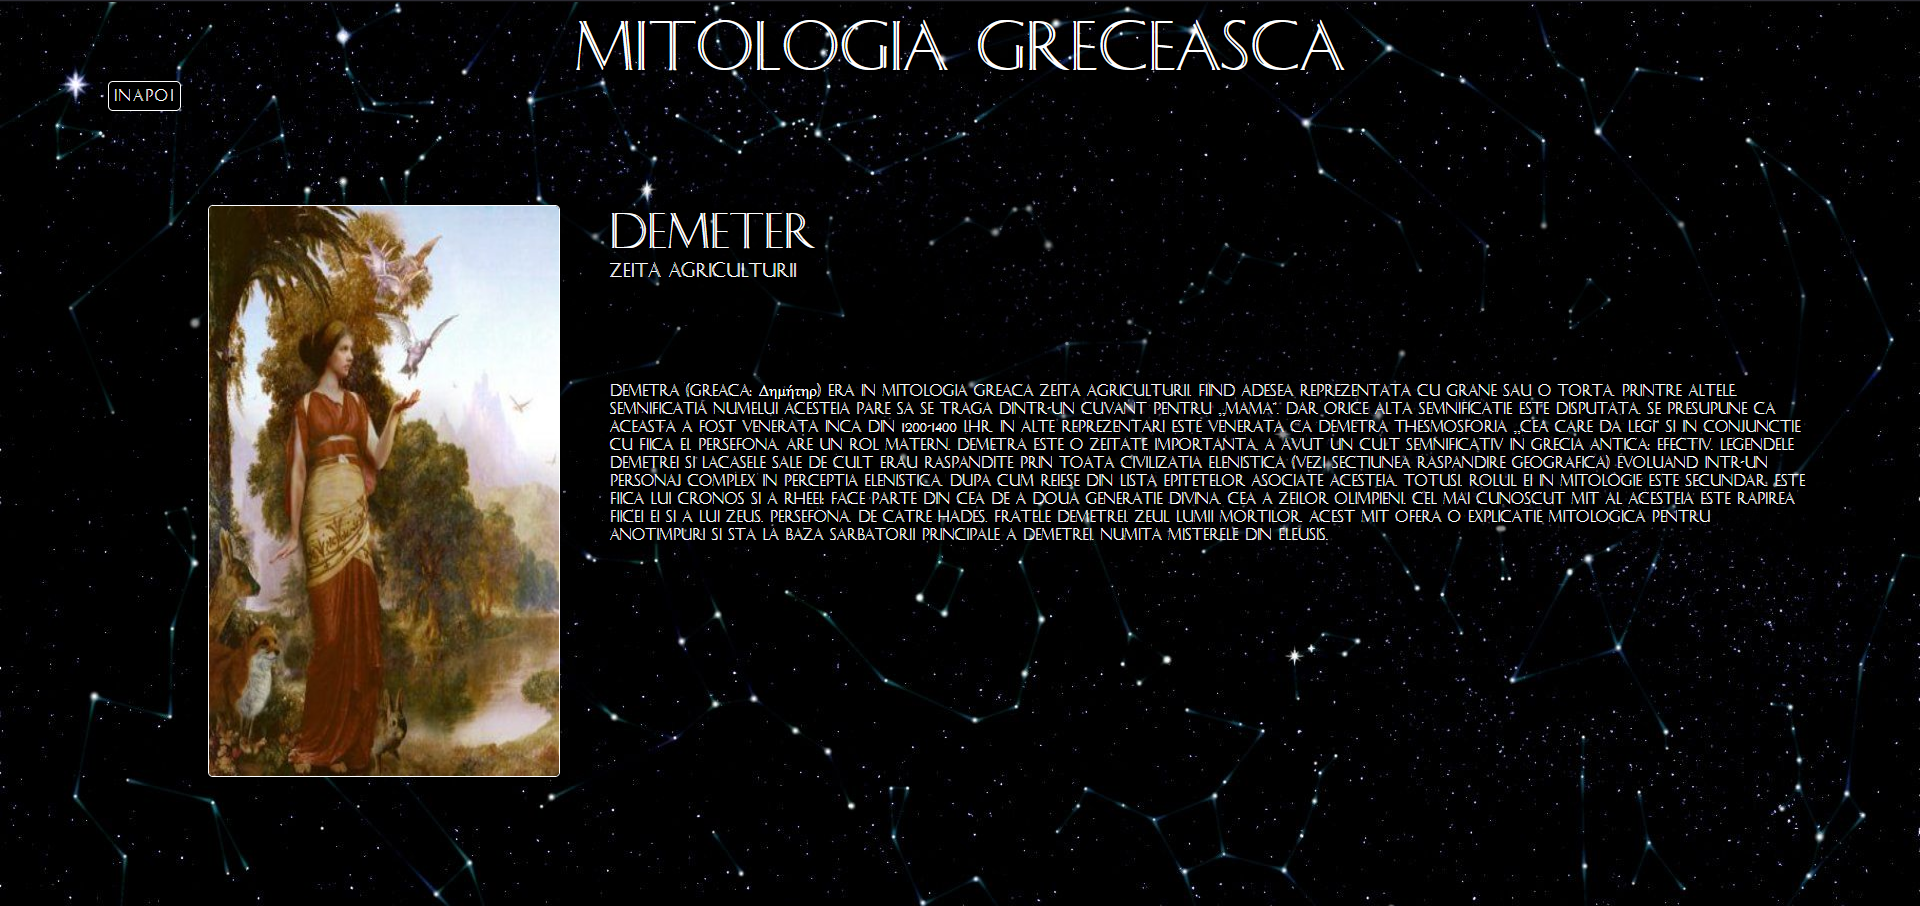 MITOLOGIA GRECEASCA
INAPOI
DEMETER
ZEITA AGRICULTURII
DEMETRA (GREACA: Δημήτηρ) ERA IN MITOLOGIA GREACA ZEITA AGRICULTURII, FIIND ADESEA REPREZENTATA CU GRANE SAU O TORTA. PRINTRE ALTELE,
SEMNIFICATIA NUMELUI ACESTEIA PARE SA SE TRAGA DINTR-UN CUVANT PENTRU ,,MAMA”, DAR ORICE ALTA SEMNIFICATIE ESTE DISPUTATA. SE PRESUPUNE CA
ACEASTA A FOST VENERATA INCA DIN 1200-1400 I.HR. IN ALTE REPREZENTARI ESTE VENERATA CA DEMETRA THESMOSFORIA ,,CEA CARE DA LEGI” SI IN CONJUNCTIE
CU FIICA EI, PERSEFONA, ARE UN ROL MATERN. DEMETRA ESTE O ZEITATE IMPORTANTA, A AVUT UN CULT SEMNIFICATIV IN GRECIA ANTICA; EFECTIV, LEGENDELE
DEMETREI SI LACASELE SALE DE CULT ERAU RASPANDITE PRIN TOATA CIVILIZATIA ELENISTICA (VEZI SECTIUNEA RASPANDIRE GEOGRAFICA) EVOLUAND INTR-UN
PERSONAJ COMPLEX IN PERCEPTIA ELENISTICA, DUPA CUM REIESE DIN LISTA EPITETELOR ASOCIATE ACESTEIA. TOTUSI, ROLUL EI IN MITOLOGIE ESTE SECUNDAR. ESTE
FIICA LUI CRONOS SI A RHEEI; FACE PARTE DIN CEA DE A DOUA GENERATIE DIVINA, CEA A ZEILOR OLIMPIENI. CEL MAI CUNOSCUT MIT AL ACESTEIA ESTE RAPIREA
FIICEI EI SI A LUI ZEUS, PERSEFONA, DE CATRE HADES, FRATELE DEMETREI, ZEUL LUMII MORTILOR. ACEST MIT OFERA O EXPLICATIE MITOLOGICA PENTRU
ANOTIMPURI SI STA LA BAZA SARBATORII PRINCIPALE A DEMETREI, NUMITA MISTERELE DIN ELEUSIS.